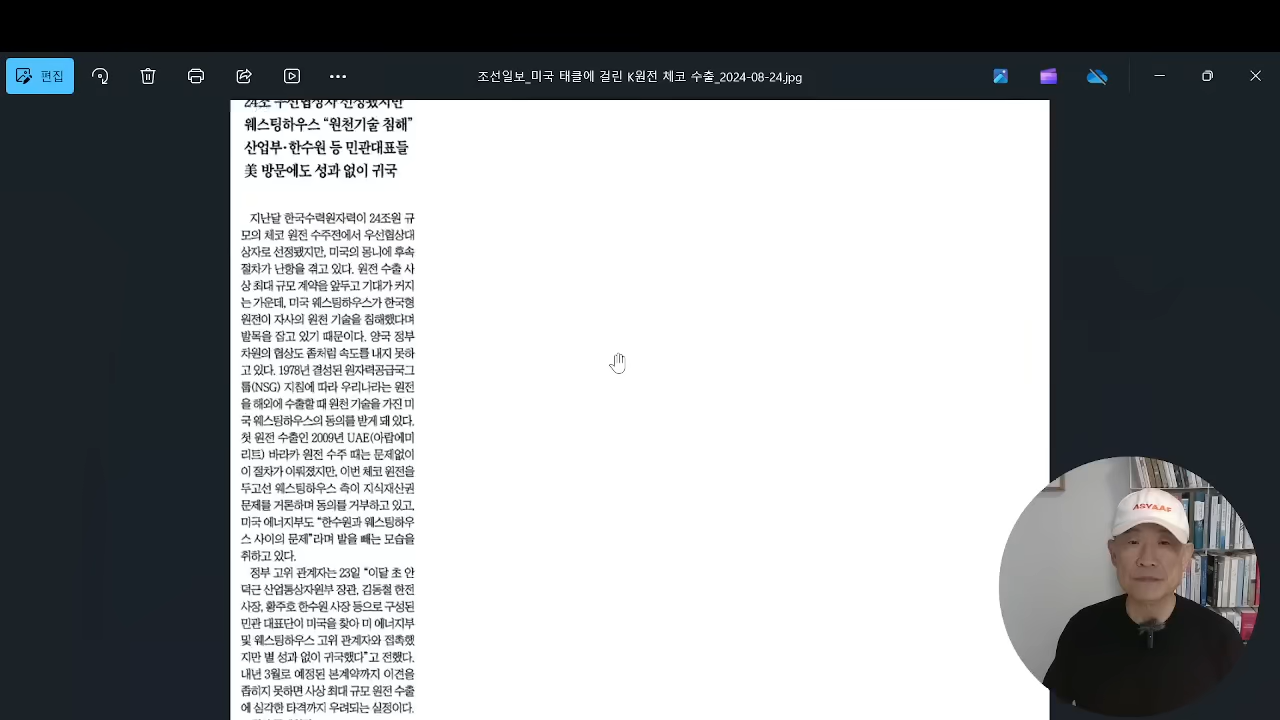 편집
조선일보_미국 태클에 걸린 K원전 체코 수출_2024-08-24.jpg
24조 우선협상자 선정됐지만
웨스팅하우스 “원천기술 침해”
산업부·한수원 등 민관대표들
美 방문에도 성과 없이 귀국
지난달 한국수력원자력이 24조원 규
모의 체코 원전 수주전에서 우선협상대
상자로 선정됐지만, 미국의 몽니에 후속
절차가 난항을 겪고 있다. 원전 수출 사
상 최대 규모 계약을 앞두고 기대가 커지
는 가운데, 미국 웨스팅하우스가 한국형
원전이 자사의 원천 기술을 침해했다며
발목을 잡고 있기 때문이다. 양국 정부
차원의 협상도 좀처럼 속도를 내지 못하
고 있다. 1978년 결성된 원자력공급국그
룹(NSG) 지침에 따라 우리나라는 원전
을 해외에 수출할 때 원천 기술을 가진 미
국 웨스팅하우스의 동의를 받게 돼 있다.
첫 원전 수출인 2009년 UAE(아랍에미
리트) 바라카 원전 수주 때는 문제없이
이 절차가 이뤄졌지만, 이번 체코 원전을
두고선 웨스팅하우스 측이 지식재산권
문제를 거론하며 동의를 거부하고 있고,
미국 에너지부도 “한수원과 웨스팅하우
스 사이의 문제”라며 발을 빼는 모습을
취하고 있다.
정부 고위 관계자는 23일 “이달 초 안
덕근 산업통상자원부 장관, 김동철 한전
사장, 황주호 한수원 사장 등으로 구성된
민관 대표단이 미국을 찾아 미 에너지부
및 웨스팅하우스 고위 관계자와 접촉했
지만 별 성과 없이 귀국했다”고 전했다.
내년 3월로 예정된 본계약까지 이견을
좁히지 못하면 사상 최대 규모 원전 수출
에 심각한 타격까지 우려되는 실정이다.